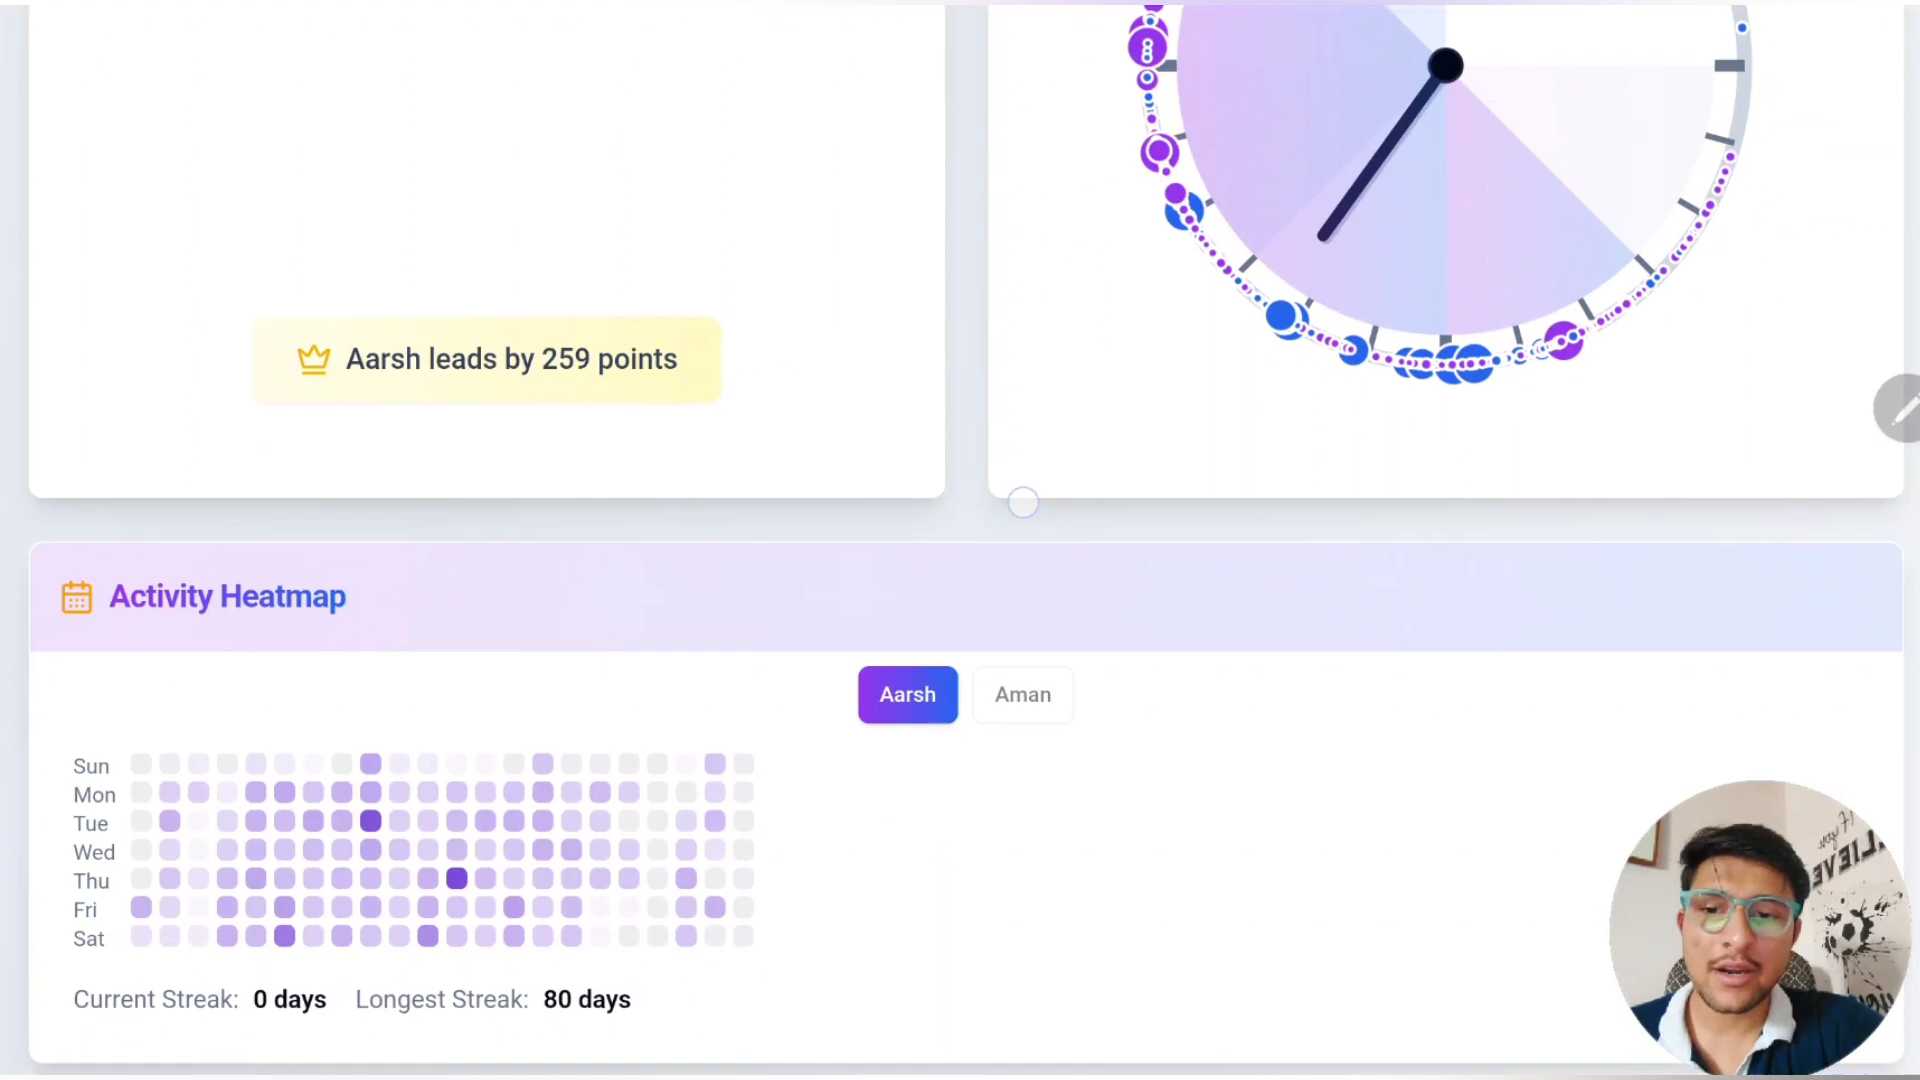 Aarsh leads by 259 points
Activity Heatmap
Aarsh
Aman
Sun
Mon
Tue
Wed
Thu
Fri
Sat
Current Streak: 0 days Longest Streak: 80 days